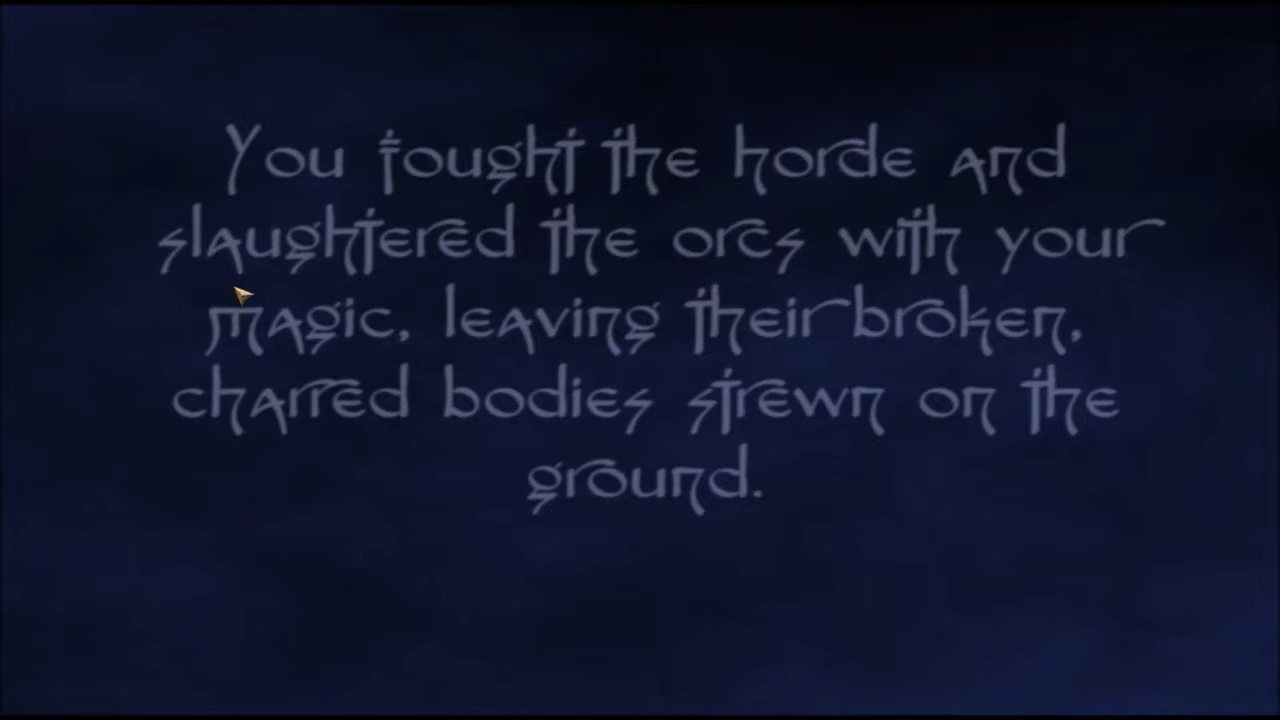 You fought the horde and
slaughtered the orcs with your
magic, leaving their broken,
charred bodies strewn on the
ground.